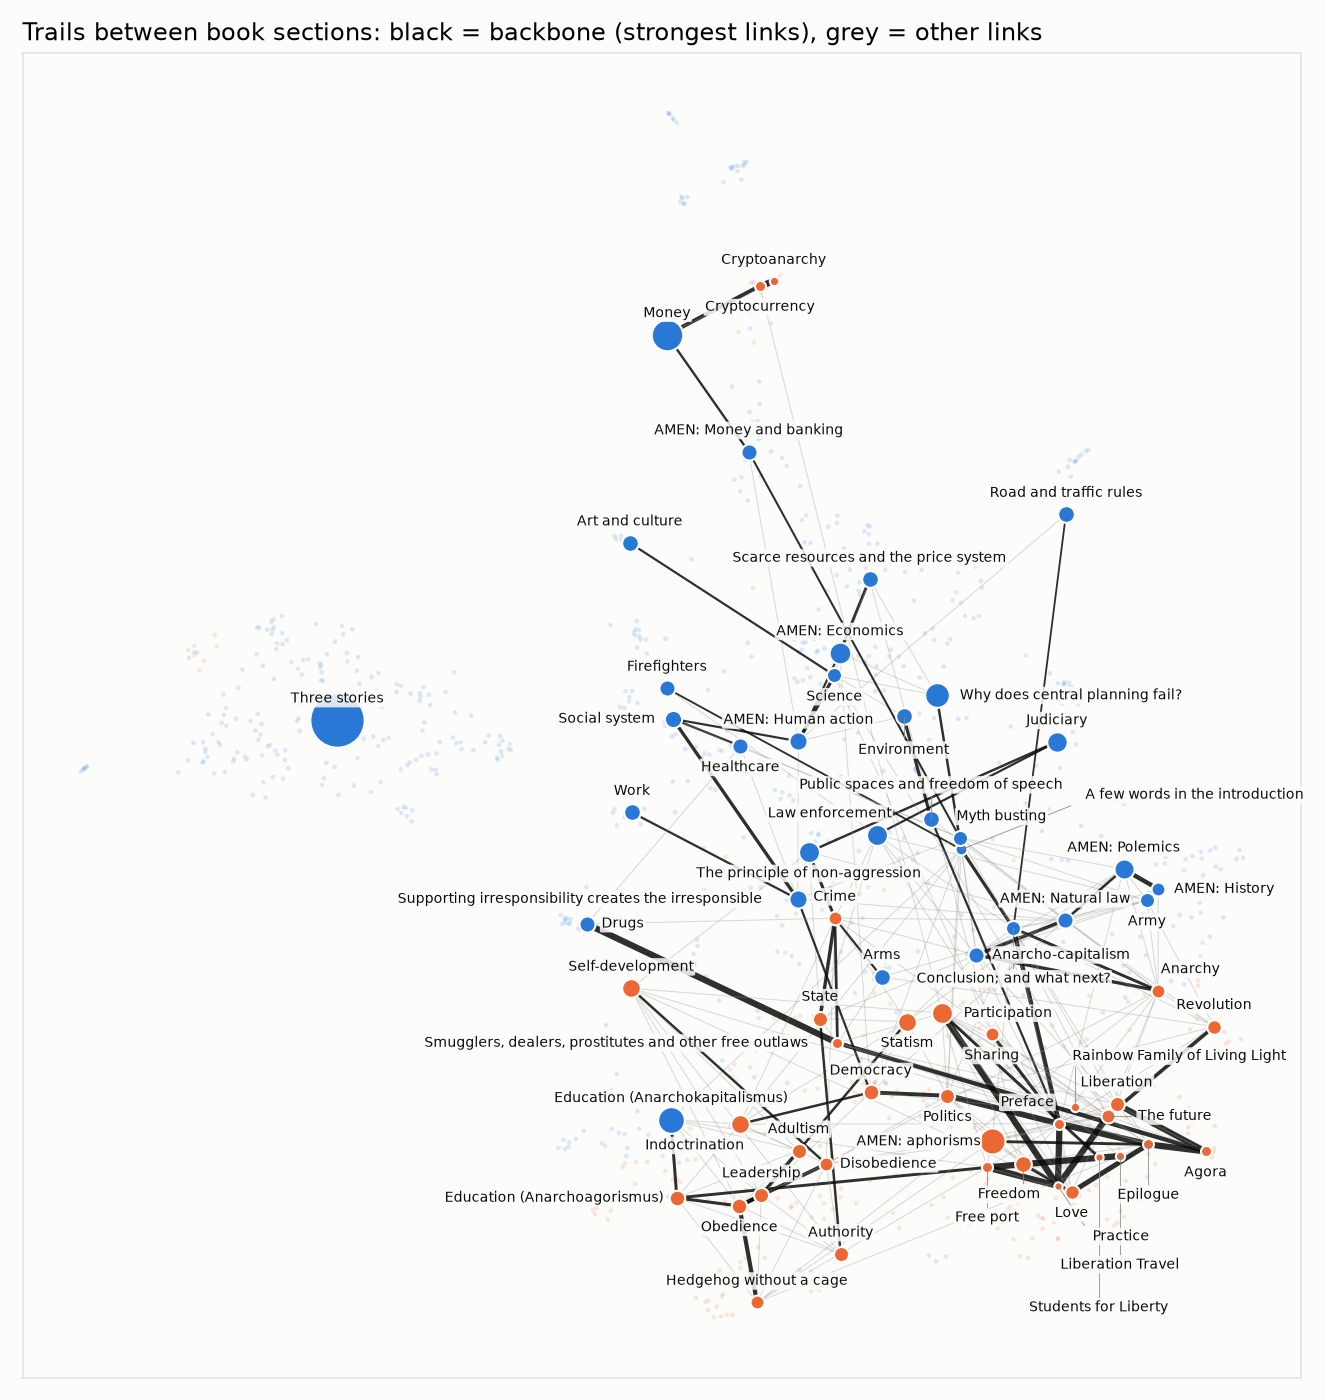 Trails between book sections: black = backbone (strongest links), grey = other links
Cryptoanarchy
Cryptocurrency
Money
AMEN: Money and banking
Road and traffic rules
Art and culture
Scarce resources and the price system
AMEN: Economics
Firefighters
Science
Why does central planning fail?
Three stories
Social system
AMEN: Human action
Judiciary
Environment
Healthcare
Public spaces and freedom of speech
Work
A few words in the introduction
Law enforcement
Myth busting
AMEN: Polemics
The principle of non-aggression
AMEN: History
Supporting irresponsibility creates the irresponsible
Crime
AMEN: Natural law
Drugs
Army
Arms
Anarcho-capitalism
Self-development
Anarchy
Conclusion; and what next?
State
Revolution
Participation
Smugglers, dealers, prostitutes and other free outlaws
Statism
Sharing
Rainbow Family of Living Light
Democracy
Liberation
Education (Anarchokapitalismus)
Preface
Politics
The future
Adultism
Indoctrination
AMEN: aphorisms
Disobedience
Leadership
Agora
Education (Anarchoagorismus)
Freedom
Epilogue
Free port
Love
Obedience
Authority
Practice
Liberation Travel
Hedgehog without a cage
Students for Liberty